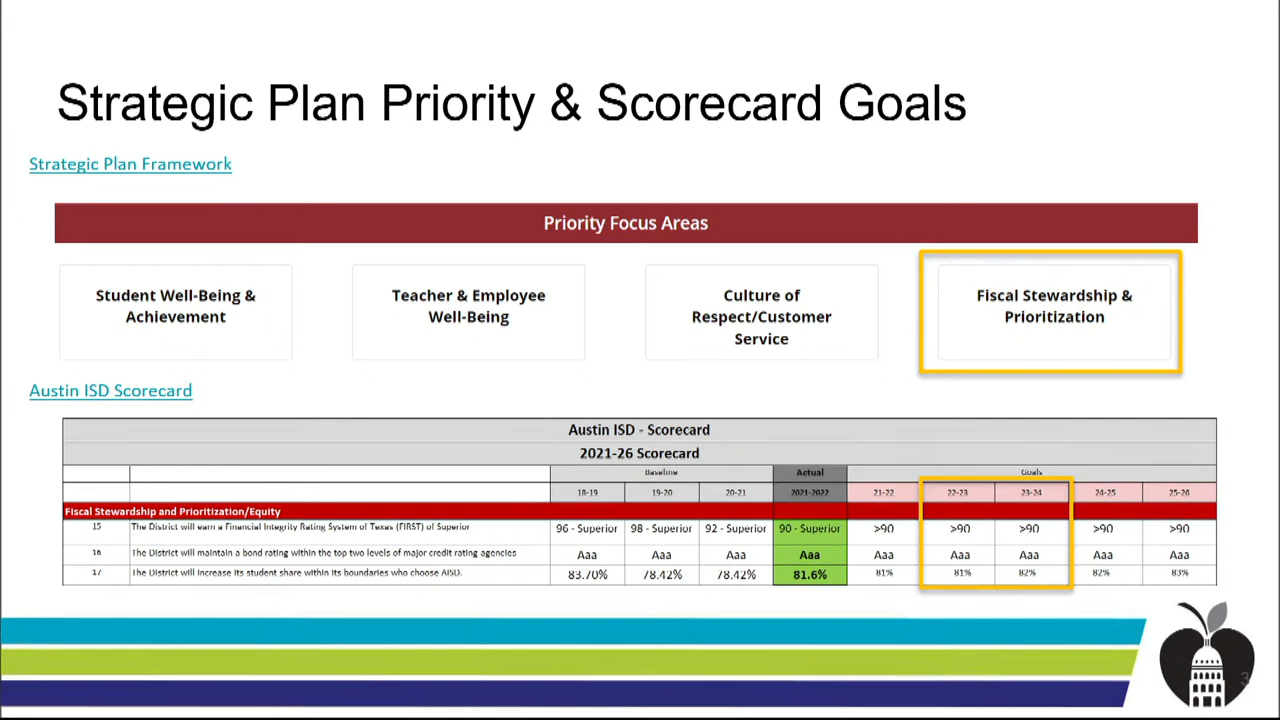 Strategic Plan Priority & Scorecard Goals
Strategic Plan Framework
Priority Focus Areas
Student Well-Being &
Achievement
Teacher & Employee
Well-Being
Culture of
Respect/Customer
Service
Fiscal Stewardship &
Prioritization
Austin ISD Scorecard
Austin ISD - Scorecard
2021-26 Scorecard
Baseline Actual Goals
18-19 19-20 20-21 2021-2022 21-22 22-23 23-24 24-25 25-26
Fiscal Stewardship and Prioritization/Equity
15 The District will earn a Financial Integrity Rating System of Texas (FIRST) of Superior 96 - Superior 98 - Superior 92 - Superior 90 - Superior >90 >90 >90 >90 >90
16 The District will maintain a bond rating within the top two levels of major credit rating agencies Aaa Aaa Aaa Aaa Aaa Aaa Aaa Aaa Aaa
17 The District will increase its student share within its boundaries who choose AISD. 83.70% 78.42% 78.42% 81.6% 81% 81% 82% 82% 83%
3